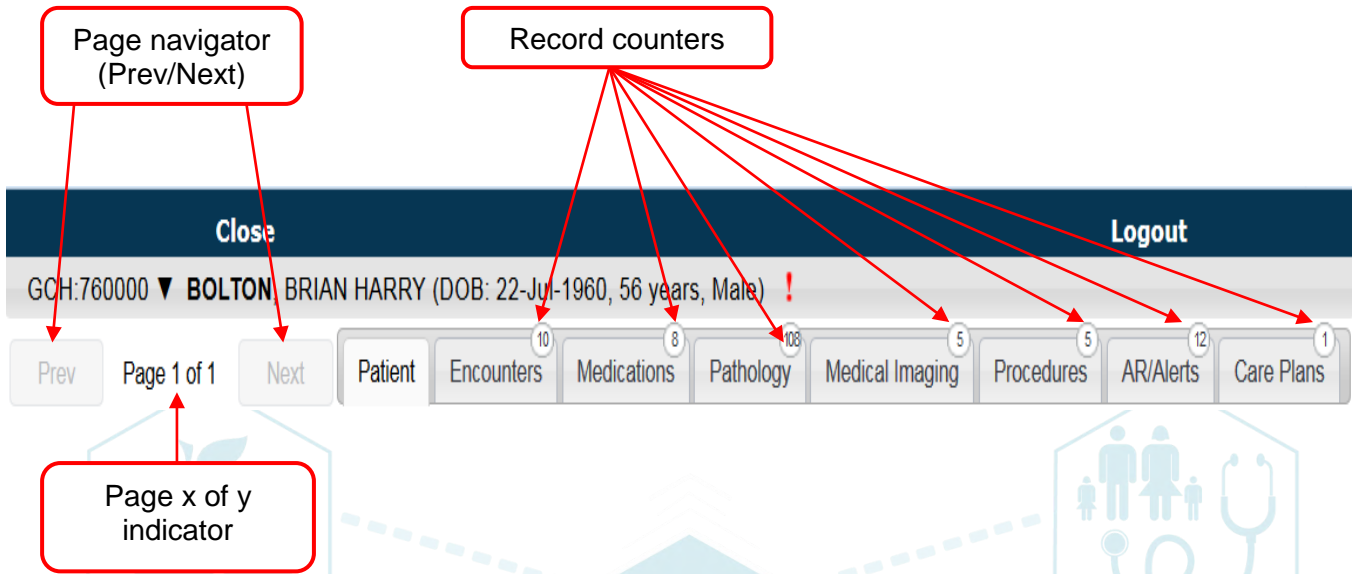 Page navigator
(Prev/Next)
Record counters
Close
Logout
GCH:760000 ▼ BOLTON, BRIAN HARRY (DOB: 22-Jul-1960, 56 years, Male) !
Prev
Page 1 of 1
Next
Patient
Encounters 10
Medications 8
Pathology 108
Medical Imaging 5
Procedures 5
AR/Alerts 12
Care Plans 1
Page x of y
indicator